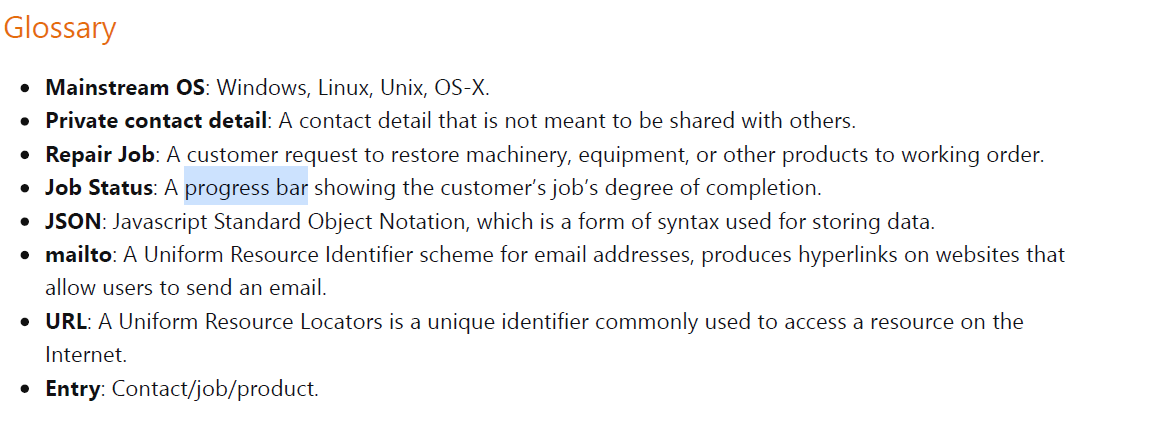 Glossary
Mainstream OS: Windows, Linux, Unix, OS-X.
Private contact detail: A contact detail that is not meant to be shared with others.
Repair Job: A customer request to restore machinery, equipment, or other products to working order.
Job Status: A progress bar showing the customer’s job’s degree of completion.
JSON: Javascript Standard Object Notation, which is a form of syntax used for storing data.
mailto: A Uniform Resource Identifier scheme for email addresses, produces hyperlinks on websites that
allow users to send an email.
URL: A Uniform Resource Locators is a unique identifier commonly used to access a resource on the
Internet.
Entry: Contact/job/product.